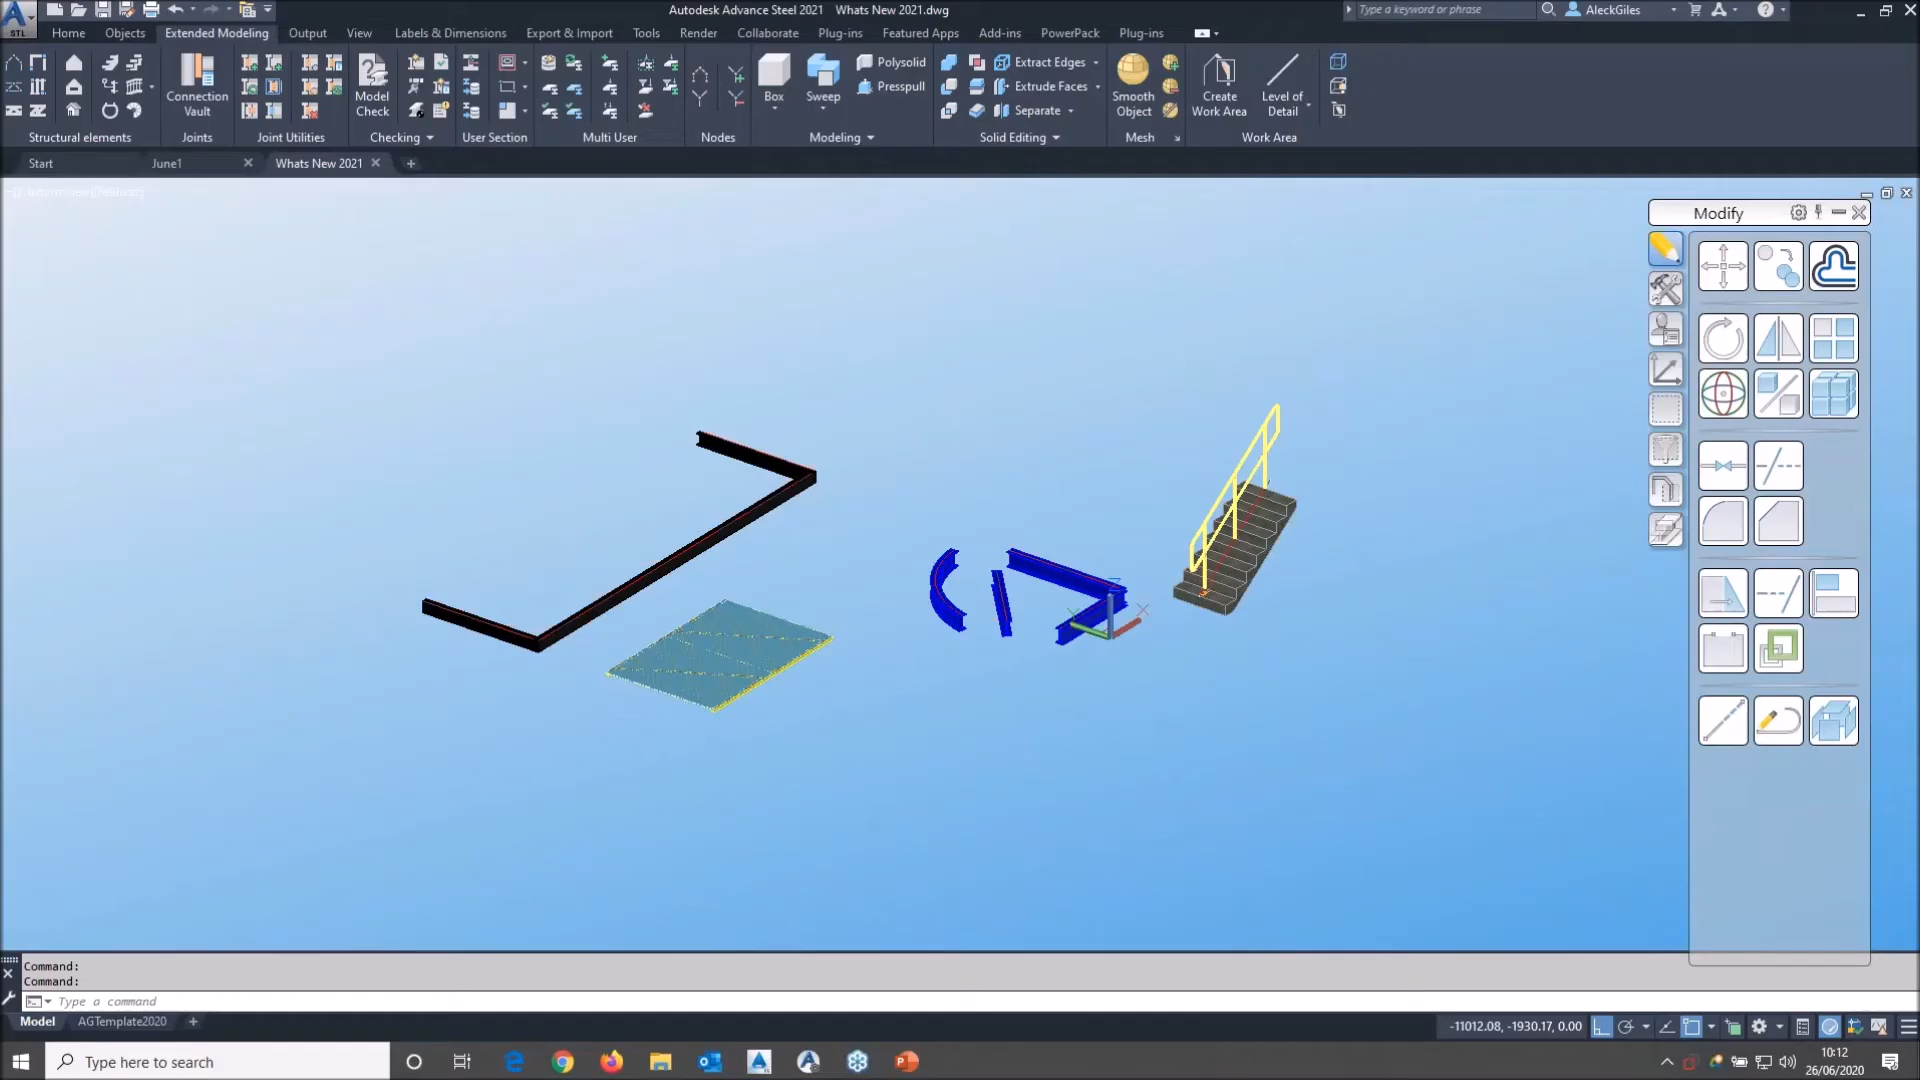 Autodesk Advance Steel 2021 Whats New 2021.dwg
Type a keyword or phrase
AleckGiles
STL
Home Objects Extended Modeling Output View Labels & Dimensions Export & Import Tools Render Collaborate Plug-ins Featured Apps Add-ins PowerPack Plug-ins
Polysolid
Presspull
Extract Edges
Extrude Faces
Separate
Connection
Vault
Model
Check
Box
Sweep
Smooth
Object
Create
Work Area
Level of
Detail
Structural elements Joints Joint Utilities Checking User Section Multi User Nodes Modeling Solid Editing Mesh Work Area
Start June1 Whats New 2021
Modify
Z
X
Command:
Command:
Type a command
Model AGTemplate2020
-11012.08, -1930.17, 0.00
Type here to search
10:12
26/06/2020